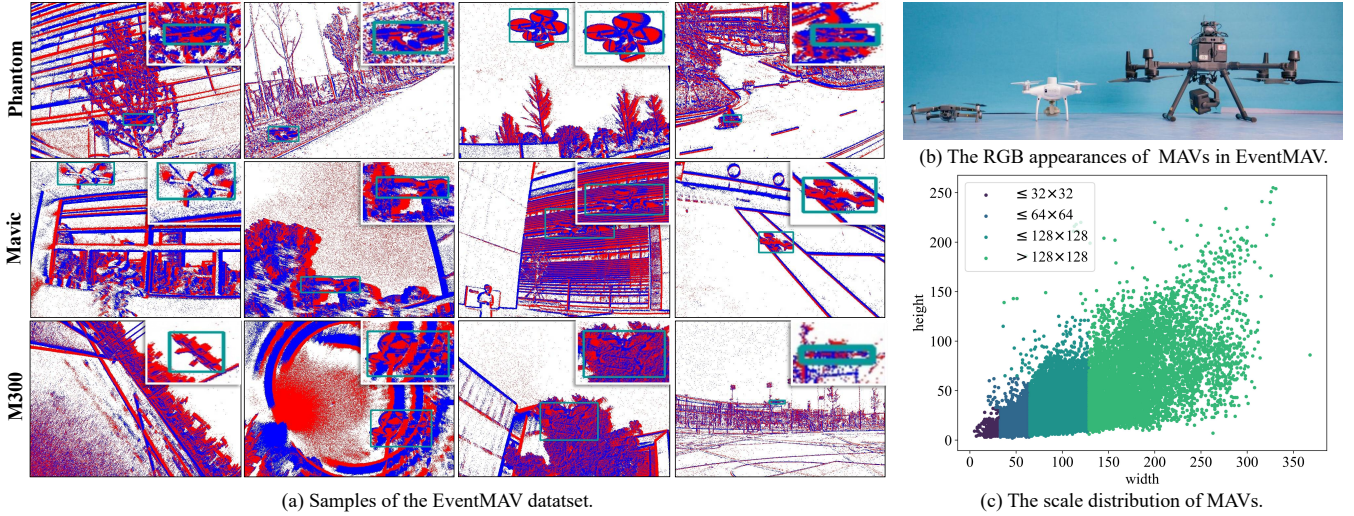 Phantom
Mavic
M300
(a) Samples of the EventMAV datatset.
(b) The RGB appearances of MAVs in EventMAV.
250
200
150
100
50
0
height
≤ 32×32
≤ 64×64
≤ 128×128
> 128×128
0 50 100 150 200 250 300 350
width
(c) The scale distribution of MAVs.